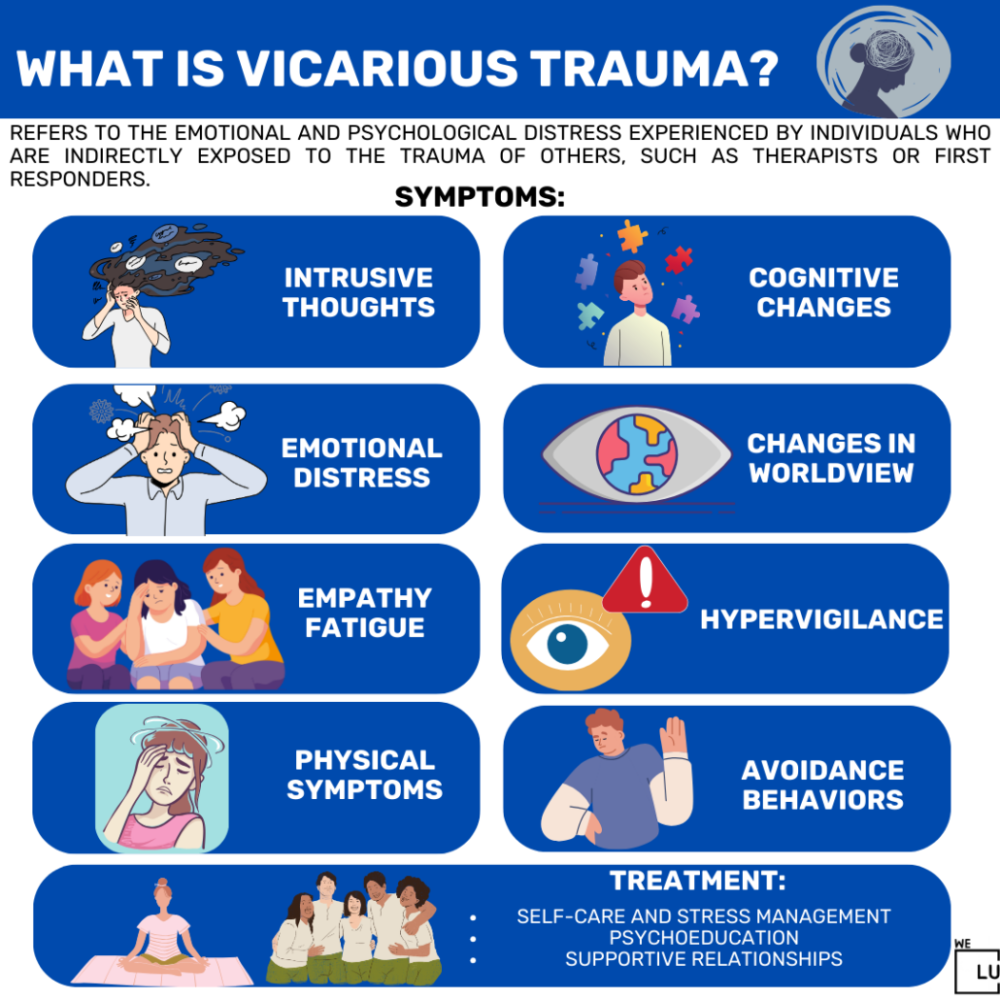 WHAT IS VICARIOUS TRAUMA?
REFERS TO THE EMOTIONAL AND PSYCHOLOGICAL DISTRESS EXPERIENCED BY INDIVIDUALS WHO
ARE INDIRECTLY EXPOSED TO THE TRAUMA OF OTHERS, SUCH AS THERAPISTS OR FIRST
RESPONDERS.
SYMPTOMS:
INTRUSIVE
THOUGHTS
COGNITIVE
CHANGES
EMOTIONAL
DISTRESS
CHANGES IN
WORLDVIEW
EMPATHY
FATIGUE
HYPERVIGILANCE
PHYSICAL
SYMPTOMS
AVOIDANCE
BEHAVIORS
TREATMENT:
• SELF-CARE AND STRESS MANAGEMENT
• PSYCHOEDUCATION
• SUPPORTIVE RELATIONSHIPS
WE
LU